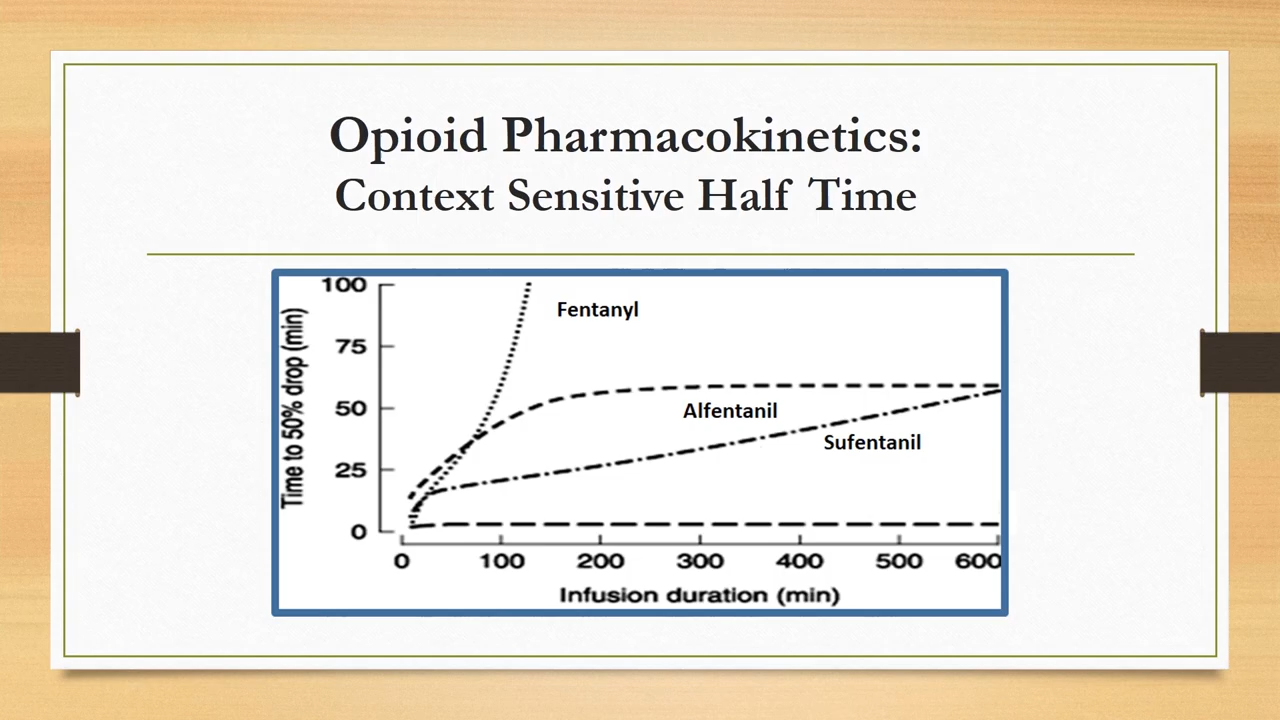 Opioid Pharmacokinetics:
Context Sensitive Half Time
Time to 50% drop (min)
100
75
50
25
0
Fentanyl
Alfentanil
Sufentanil
0 100 200 300 400 500 600
Infusion duration (min)